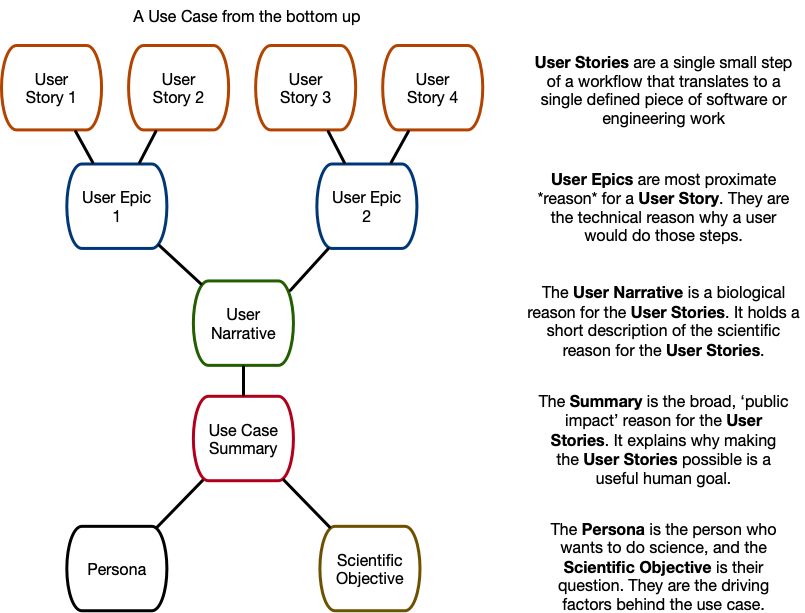 A Use Case from the bottom up
User
Story 1
User
Story 2
User
Story 3
User
Story 4
User Stories are a single small step
of a workflow that translates to a
single defined piece of software or
engineering work
User Epic
1
User Epic
2
User Epics are most proximate
*reason* for a User Story. They are
the technical reason why a user
would do those steps.
User
Narrative
The User Narrative is a biological
reason for the User Stories. It holds a
short description of the scientific
reason for the User Stories.
Use Case
Summary
The Summary is the broad, ‘public
impact’ reason for the User
Stories. It explains why making
the User Stories possible is a
useful human goal.
Persona
Scientific
Objective
The Persona is the person who
wants to do science, and the
Scientific Objective is their
question. They are the driving
factors behind the use case.